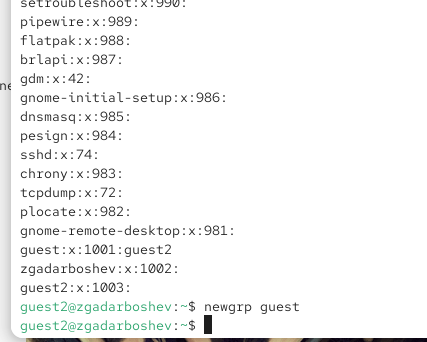 setroubleshoot:x:990:
pipewire:x:989:
flatpak:x:988:
brlapi:x:987:
gdm:x:42:
gnome-initial-setup:x:986:
dnsmasq:x:985:
pesign:x:984:
sshd:x:74:
chrony:x:983:
tcpdump:x:72:
plocate:x:982:
gnome-remote-desktop:x:981:
guest:x:1001:guest2
zgadarboshev:x:1002:
guest2:x:1003:
guest2@zgadarboshev:~$ newgrp guest
guest2@zgadarboshev:~$